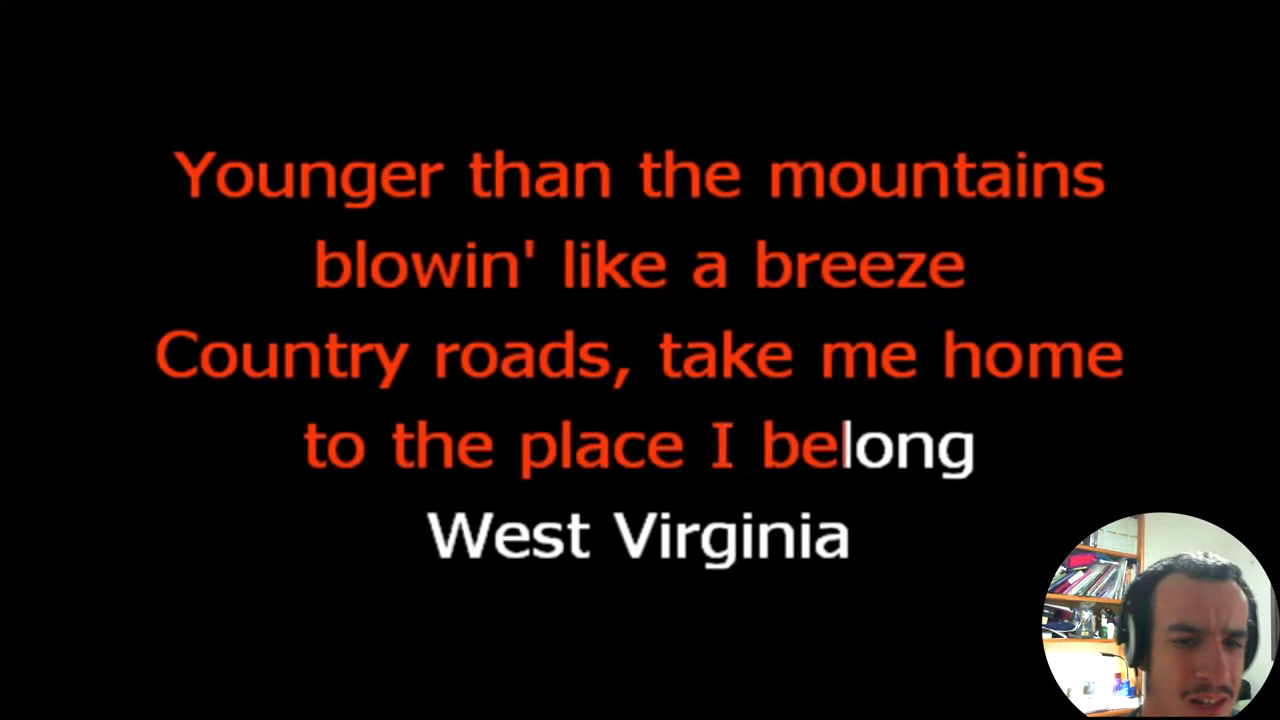 Younger than the mountains
blowin' like a breeze
Country roads, take me home
to the place I belong
West Virginia